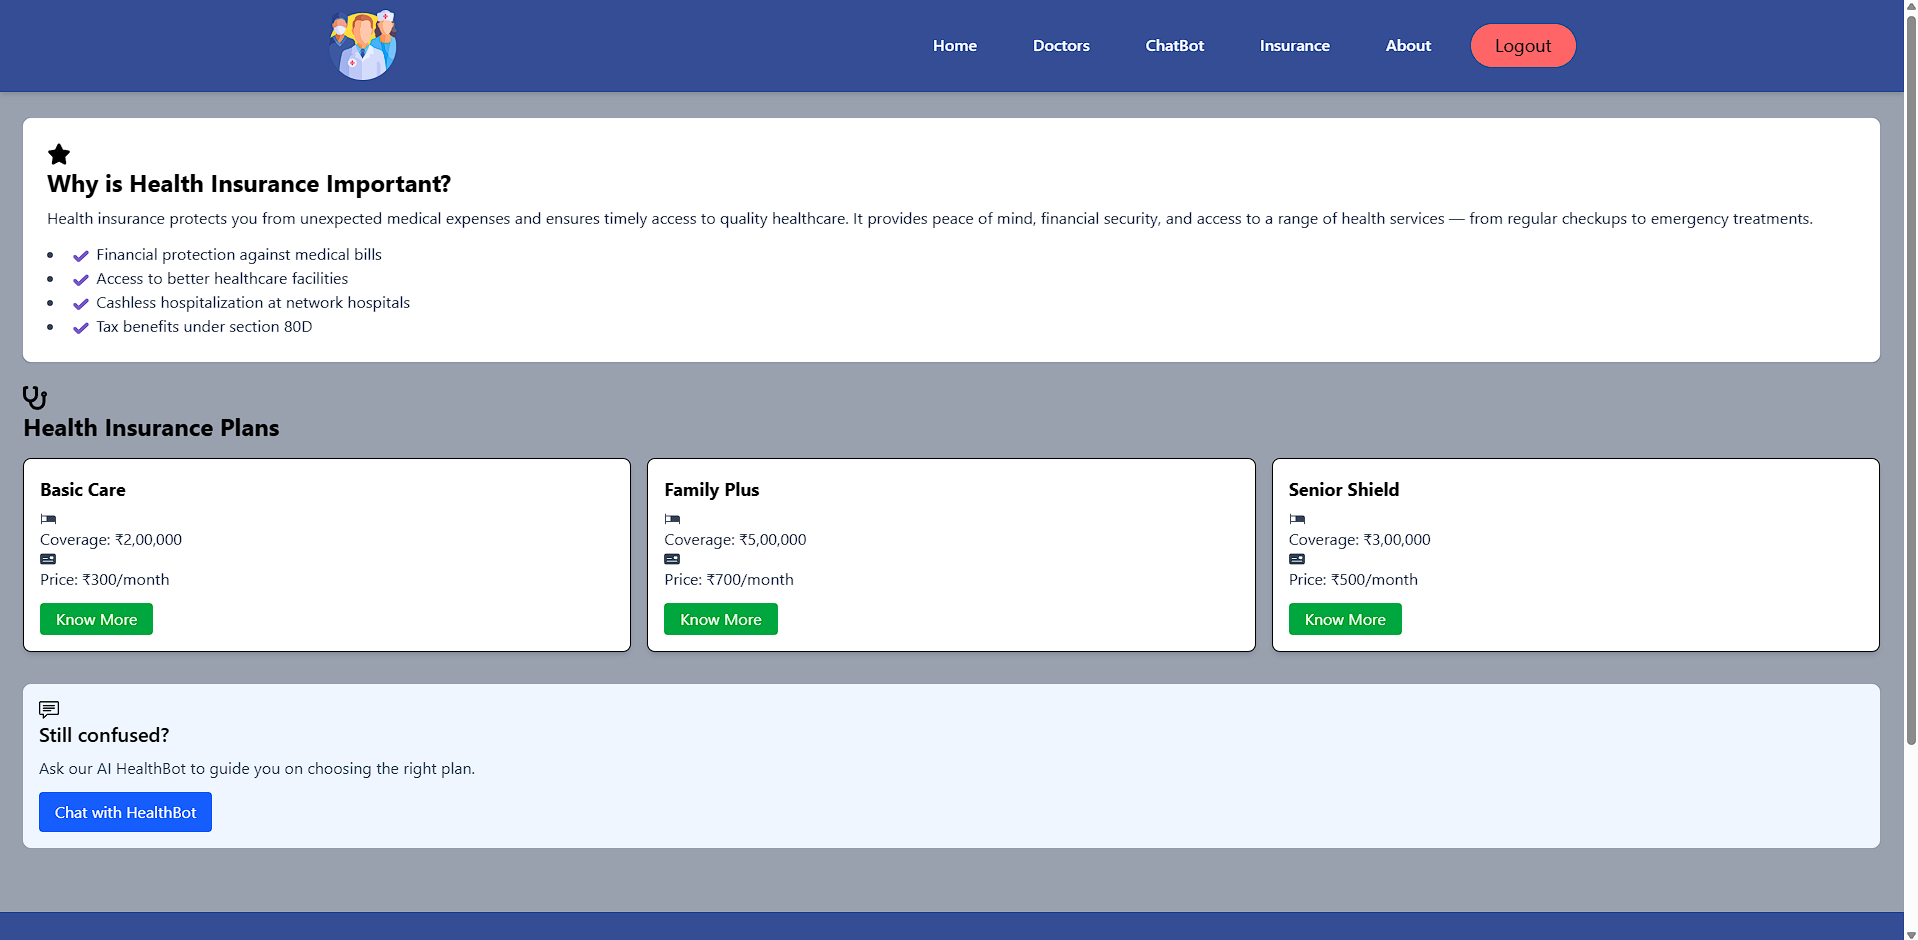 Home Doctors ChatBot Insurance About Logout
Why is Health Insurance Important?
Health insurance protects you from unexpected medical expenses and ensures timely access to quality healthcare. It provides peace of mind, financial security, and access to a range of health services — from regular checkups to emergency treatments.
Financial protection against medical bills
Access to better healthcare facilities
Cashless hospitalization at network hospitals
Tax benefits under section 80D
Health Insurance Plans
Basic Care
Coverage: ₹2,00,000
Price: ₹300/month
Know More
Family Plus
Coverage: ₹5,00,000
Price: ₹700/month
Know More
Senior Shield
Coverage: ₹3,00,000
Price: ₹500/month
Know More
Still confused?
Ask our AI HealthBot to guide you on choosing the right plan.
Chat with HealthBot